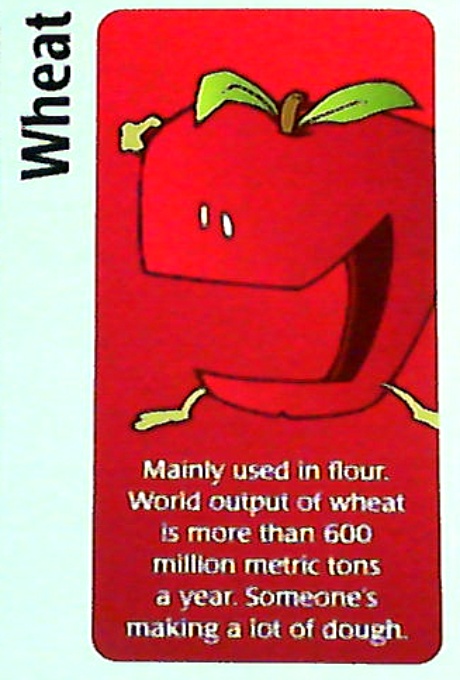 Wheat
Mainly used in flour.
World output of wheat
is more than 600
million metric tons
a year. Someone's
making a lot of dough.